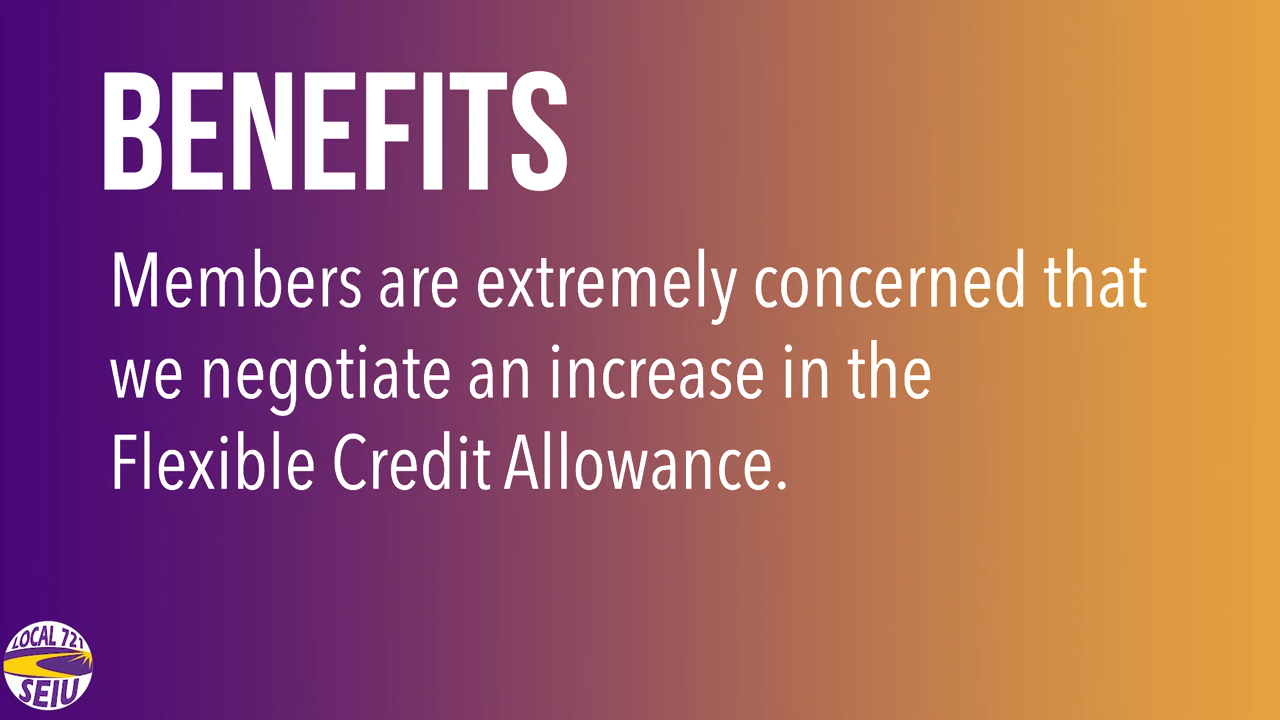 BENEFITS
Members are extremely concerned that
we negotiate an increase in the
Flexible Credit Allowance.
LOCAL 721
SEIU